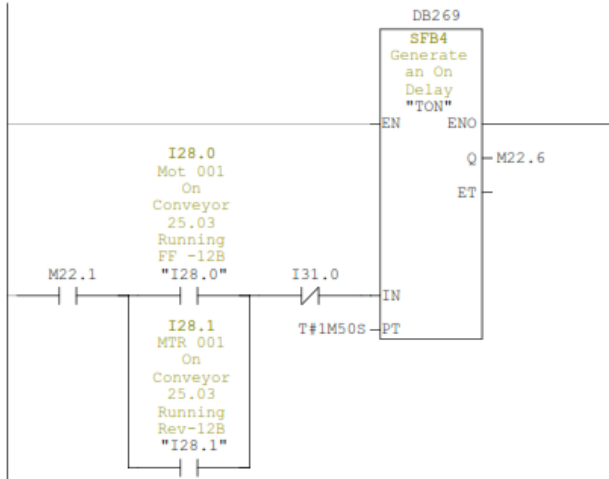 DB269
SFB4
Generate
an On
Delay
"TON"
EN ENO
I28.0
Mot 001
On
Conveyor
25.03
Running
FF -12B
"I28.0"
Q M22.6
ET
M22.1
I31.0
IN
I28.1
MTR 001
On
Conveyor
25.03
Running
Rev-12B
"I28.1"
T#1M50S PT